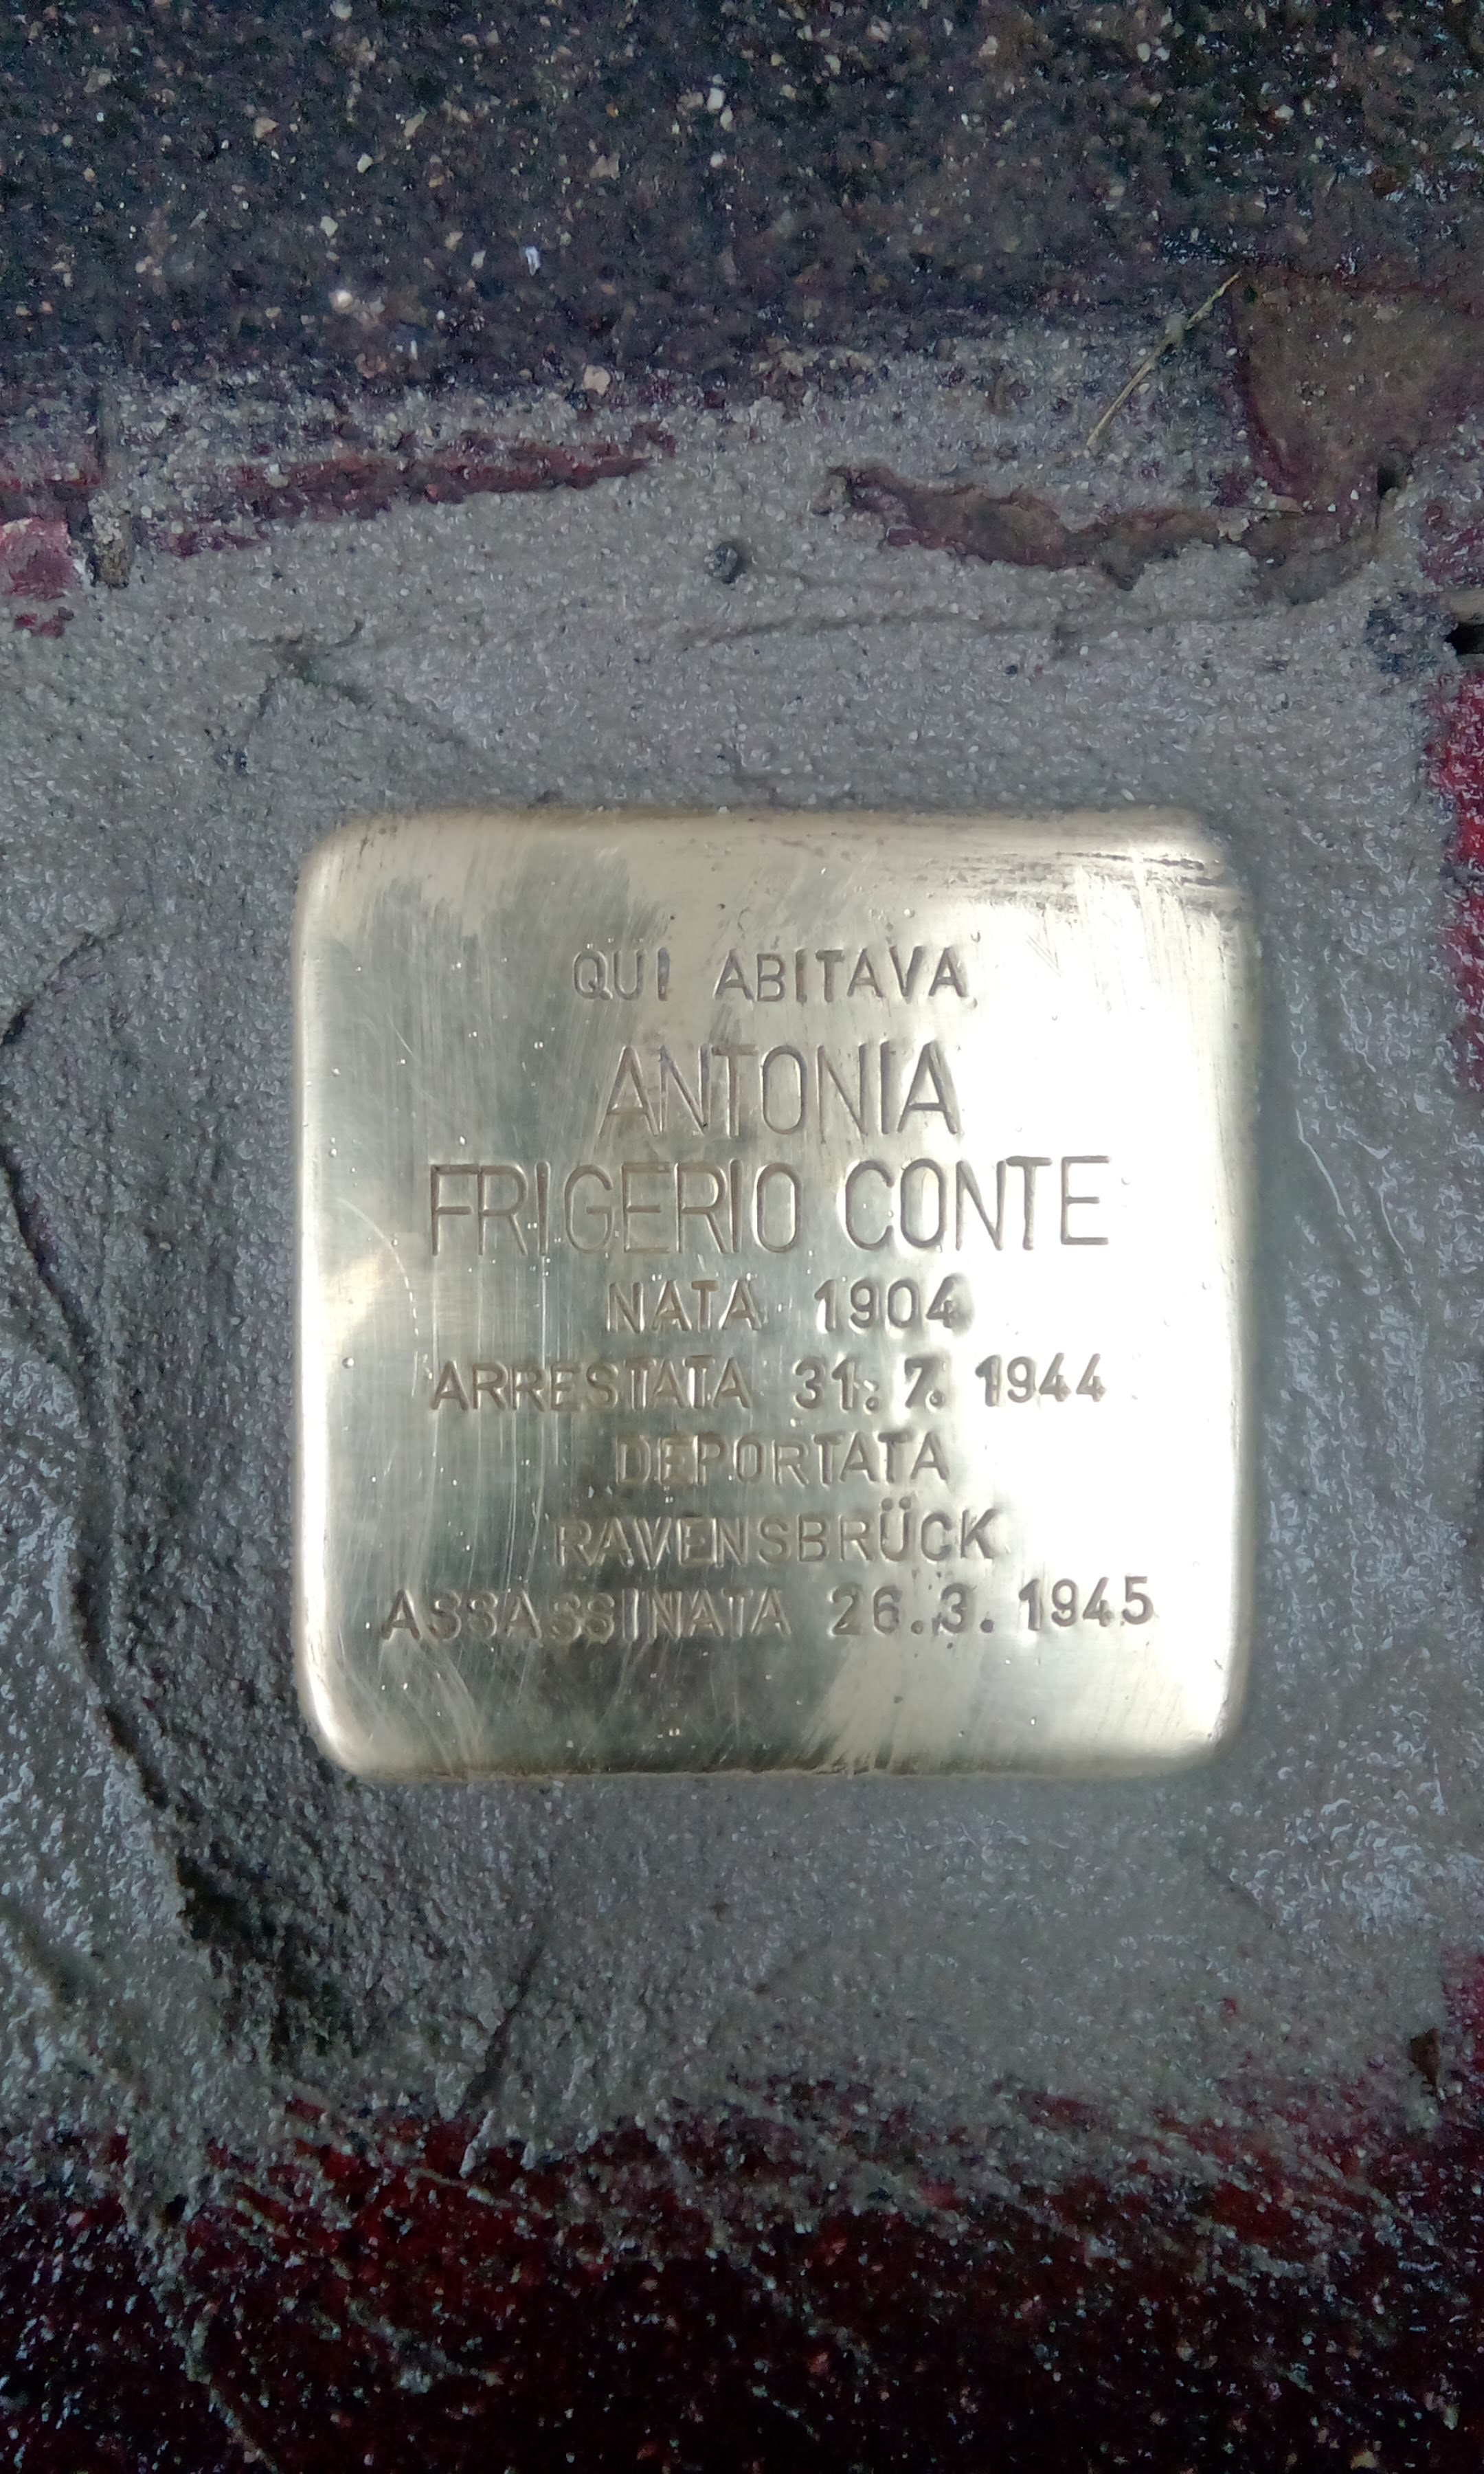 QUI ABITAVA
ANTONIA
FRIGERIO CONTE
NATA 1904
ARRESTATA 31.7.1944
DEPORTATA
RAVENSBRÜCK
ASSASSINATA 26.3.1945